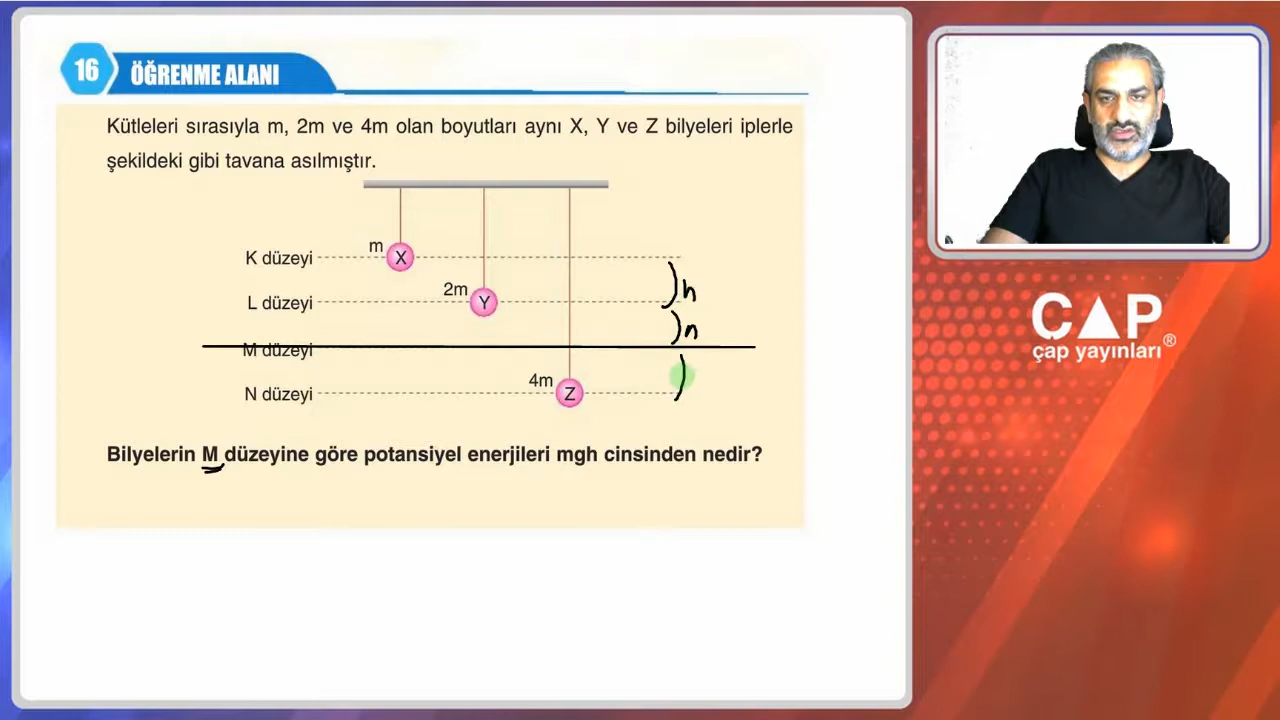 16 ÖĞRENME ALANI
Kütleleri sırasıyla m, 2m ve 4m olan boyutları aynı X, Y ve Z bilyeleri iplerle
şekildeki gibi tavana asılmıştır.
K düzeyi m X
h
L düzeyi 2m Y
h
M düzeyi
N düzeyi 4m Z
Bilyelerin M düzeyine göre potansiyel enerjileri mgh cinsinden nedir?
ÇAP®
çap yayınları